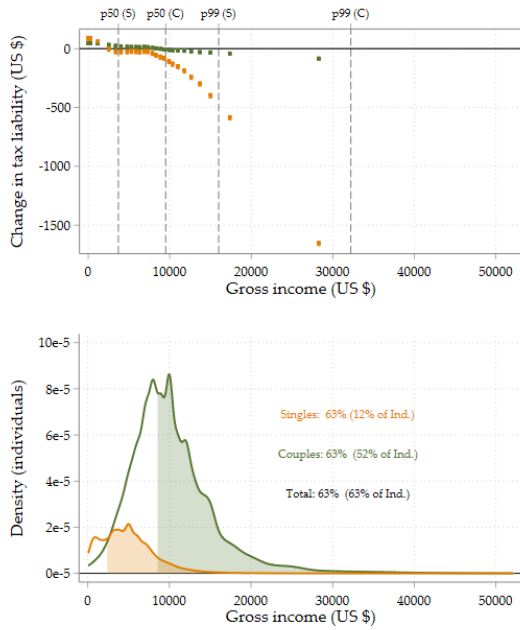 p50 (S) p50 (C) p99 (S) p99 (C)
0
-500
-1000
-1500
Change in tax liability (US $)
0 10000 20000 30000 40000 50000
Gross income (US $)
10e-5
8e-5
6e-5
4e-5
2e-5
0e-5
Density (individuals)
Singles: 63% (12% of Ind.)
Couples: 63% (52% of Ind.)
Total: 63% (63% of Ind.)
0 10000 20000 30000 40000 50000
Gross income (US $)